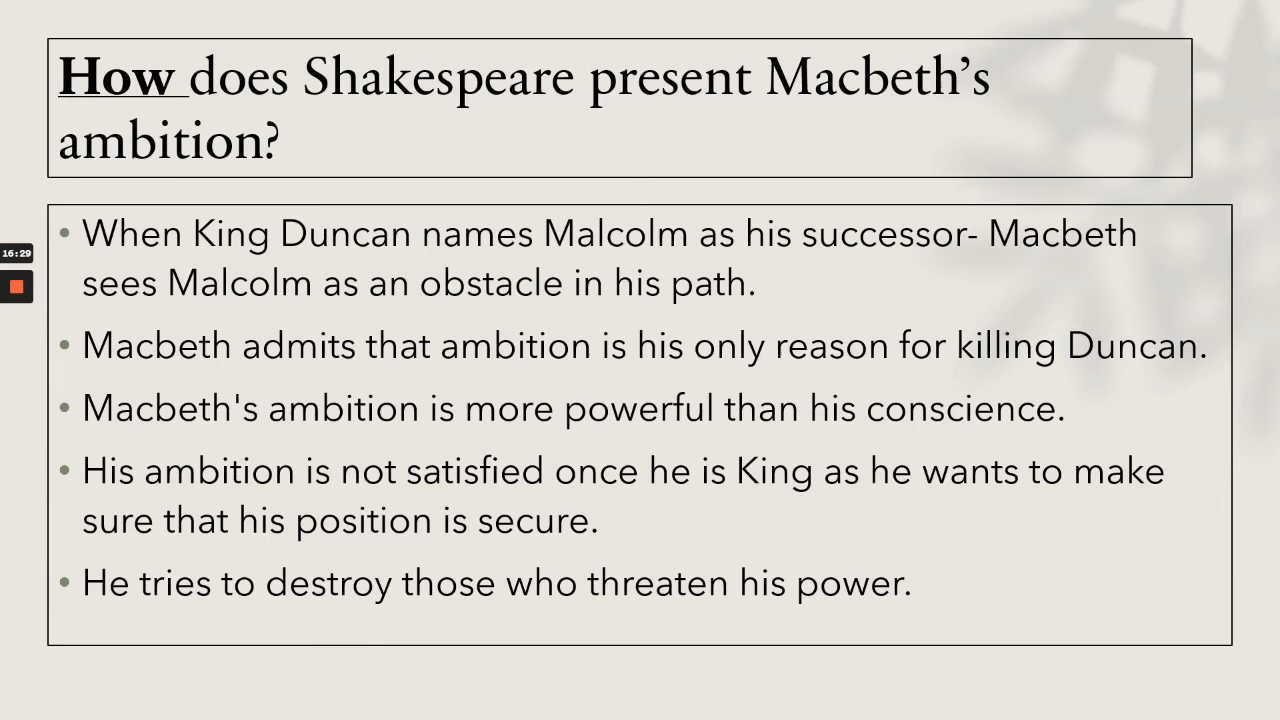 How does Shakespeare present Macbeth’s
ambition?
• When King Duncan names Malcolm as his successor- Macbeth
sees Malcolm as an obstacle in his path.
• Macbeth admits that ambition is his only reason for killing Duncan.
• Macbeth's ambition is more powerful than his conscience.
• His ambition is not satisfied once he is King as he wants to make
sure that his position is secure.
• He tries to destroy those who threaten his power.
16:29